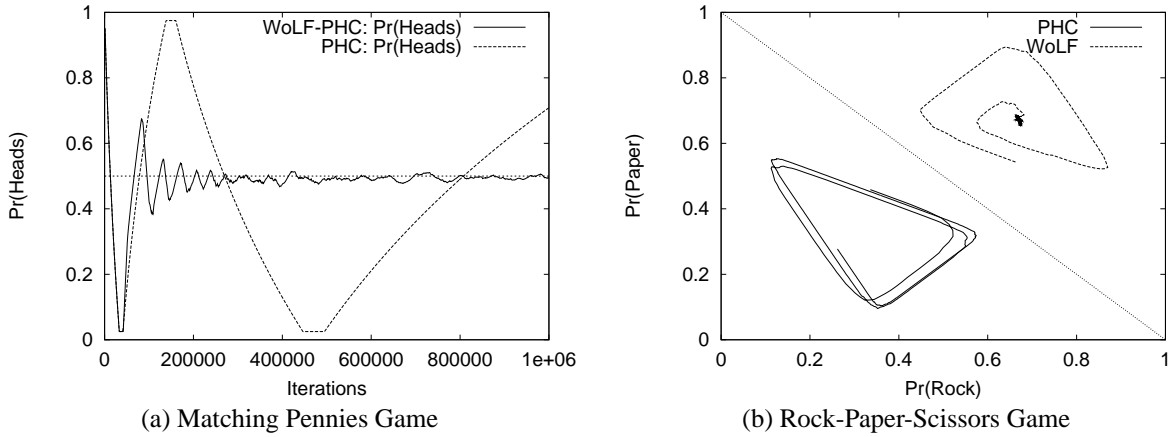 1
0.8
0.6
0.4
0.2
0
Pr(Heads)
WoLF-PHC: Pr(Heads)
PHC: Pr(Heads)
0 200000 400000 600000 800000 1e+06
Iterations
(a) Matching Pennies Game
1
0.8
0.6
0.4
0.2
0
Pr(Paper)
PHC
WoLF
0 0.2 0.4 0.6 0.8 1
Pr(Rock)
(b) Rock-Paper-Scissors Game